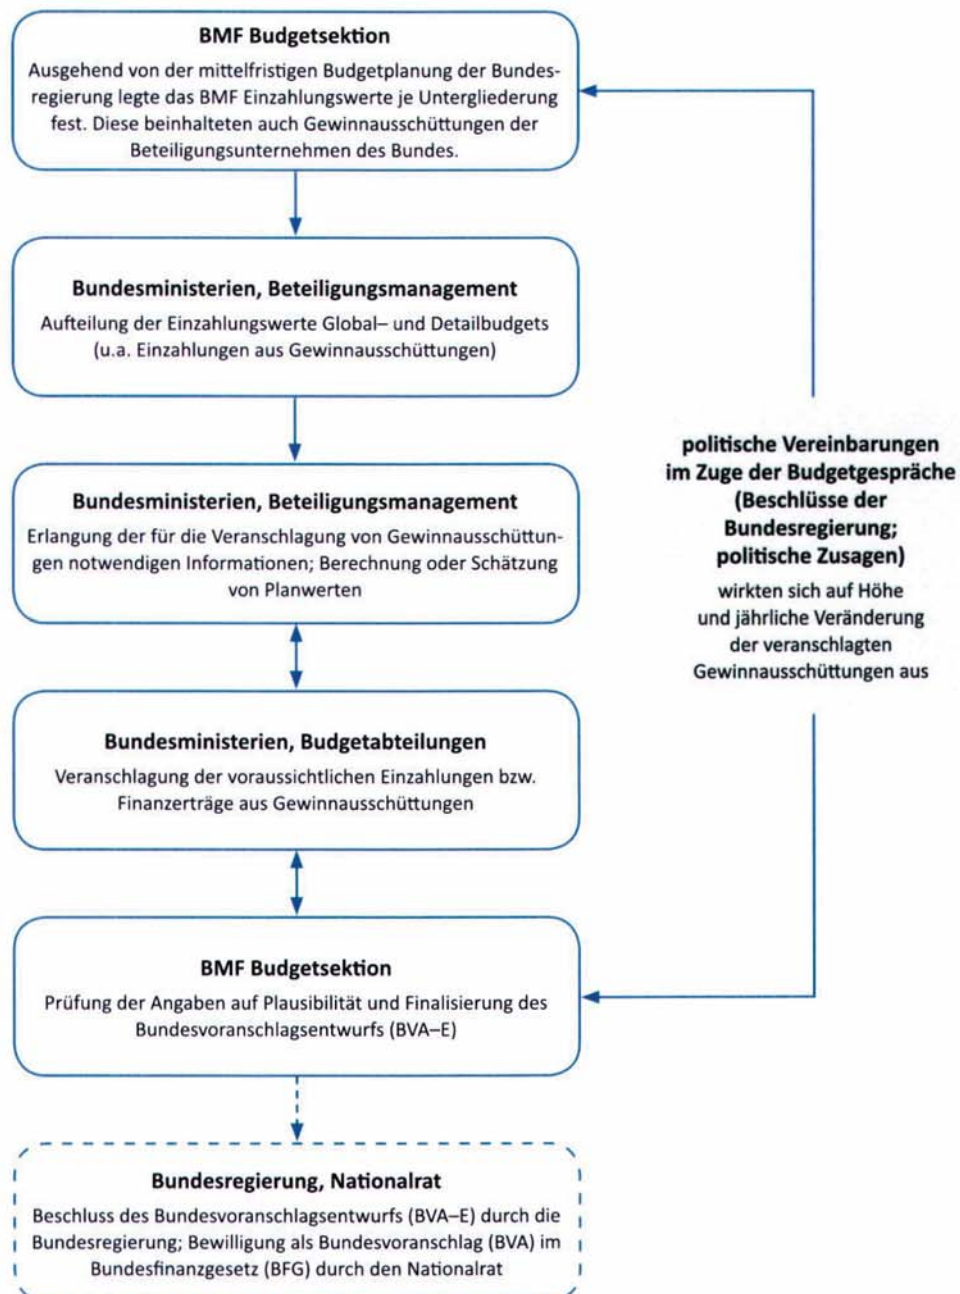 BMF Budgetsektion
Ausgehend von der mittelfristigen Budgetplanung der Bundes-
regierung legte das BMF Einzahlungswerte je Untergliederung
fest. Diese beinhalteten auch Gewinnausschüttungen der
Beteiligungsunternehmen des Bundes.
Bundesministerien, Beteiligungsmanagement
Aufteilung der Einzahlungswerte Global– und Detailbudgets
(u.a. Einzahlungen aus Gewinnausschüttungen)
Bundesministerien, Beteiligungsmanagement
Erlangung der für die Veranschlagung von Gewinnausschüttun-
gen notwendigen Informationen; Berechnung oder Schätzung
von Planwerten
Bundesministerien, Budgetabteilungen
Veranschlagung der voraussichtlichen Einzahlungen bzw.
Finanzerträge aus Gewinnausschüttungen
BMF Budgetsektion
Prüfung der Angaben auf Plausibilität und Finalisierung des
Bundesvoranschlagsentwurfs (BVA–E)
Bundesregierung, Nationalrat
Beschluss des Bundesvoranschlagsentwurfs (BVA–E) durch die
Bundesregierung; Bewilligung als Bundesvoranschlag (BVA) im
Bundesfinanzgesetz (BFG) durch den Nationalrat
politische Vereinbarungen
im Zuge der Budgetgespräche
(Beschlüsse der
Bundesregierung;
politische Zusagen)
wirkten sich auf Höhe
und jährliche Veränderung
der veranschlagten
Gewinnausschüttungen aus